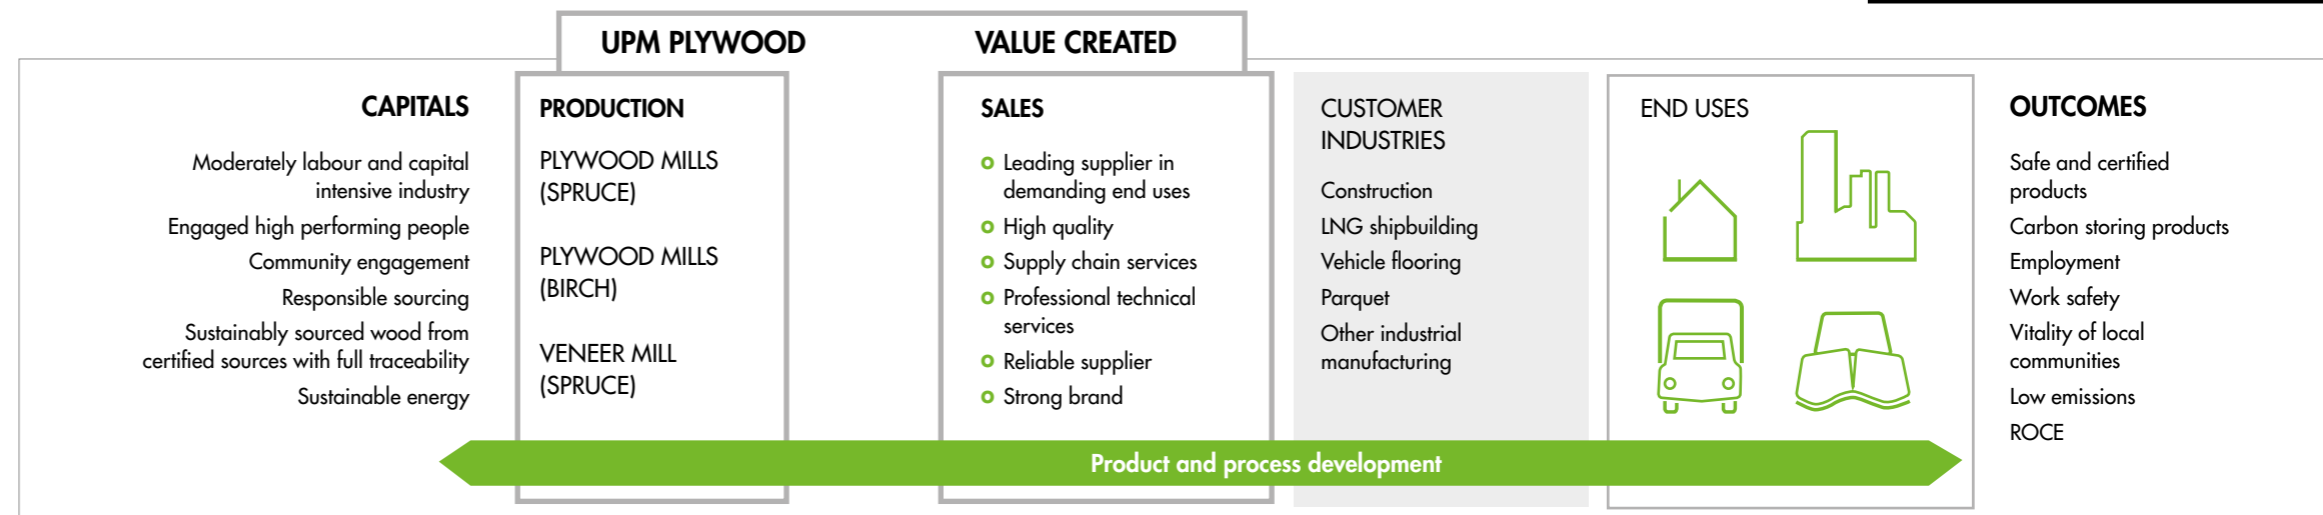 UPM PLYWOOD
VALUE CREATED
CAPITALS
Moderately labour and capital
intensive industry
Engaged high performing people
Community engagement
Responsible sourcing
Sustainably sourced wood from
certified sources with full traceability
Sustainable energy
PRODUCTION
PLYWOOD MILLS
(SPRUCE)
PLYWOOD MILLS
(BIRCH)
VENEER MILL
(SPRUCE)
SALES
Leading supplier in
demanding end uses
High quality
Supply chain services
Professional technical
services
Reliable supplier
Strong brand
CUSTOMER
INDUSTRIES
Construction
LNG shipbuilding
Vehicle flooring
Parquet
Other industrial
manufacturing
END USES
OUTCOMES
Safe and certified
products
Carbon storing products
Employment
Work safety
Vitality of local
communities
Low emissions
ROCE
Product and process development